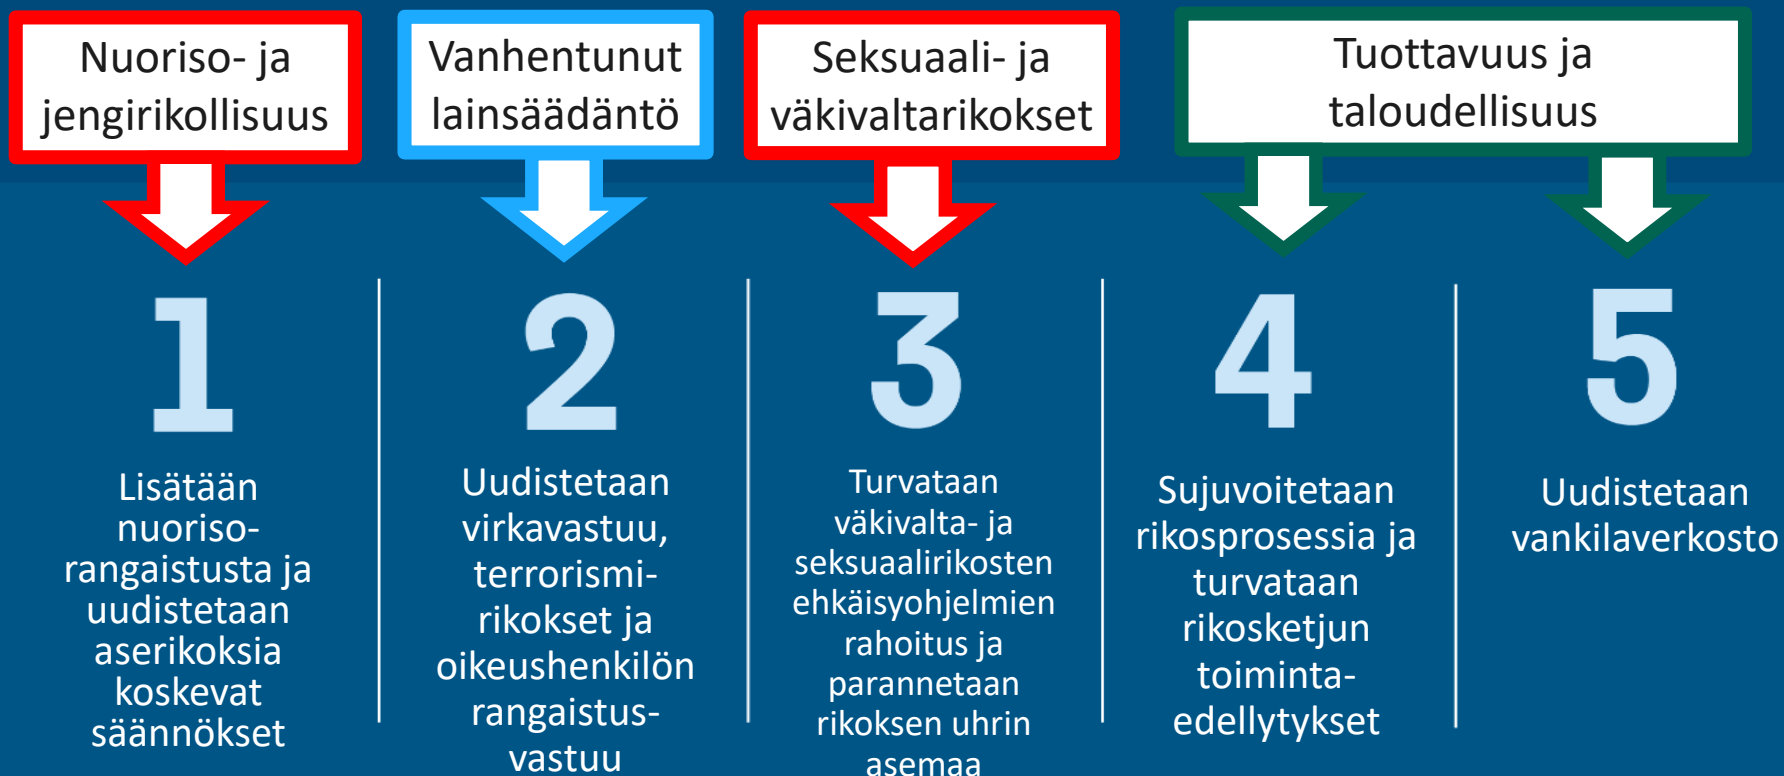 Nuoriso- ja
jengirikollisuus
Vanhentunut
lainsäädäntö
Seksuaali- ja
väkivaltarikokset
Tuottavuus ja
taloudellisuus
1
Lisätään
nuoriso-
rangaistusta ja
uudistetaan
aserikoksia
koskevat
säännökset
2
Uudistetaan
virkavastuu,
terrorismi-
rikokset ja
oikeushenkilön
rangaistus-
vastuu
3
Turvataan
väkivalta- ja
seksuaalirikosten
ehkäisyohjelmien
rahoitus ja
parannetaan
rikoksen uhrin
asemaa
4
Sujuvoitetaan
rikosprosessia ja
turvataan
rikosketjun
toiminta-
edellytykset
5
Uudistetaan
vankilaverkosto